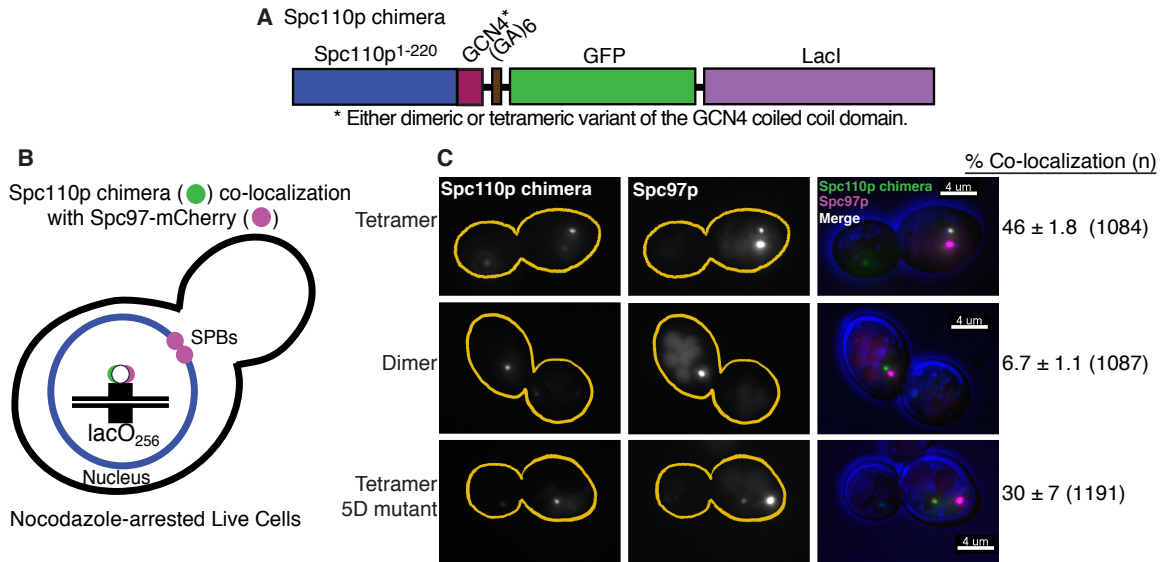 A Spc110p chimera
Spc110p1-220
GCN4*
(GA)6
GFP
LacI
* Either dimeric or tetrameric variant of the GCN4 coiled coil domain.
B
Spc110p chimera ( ) co-localization
with Spc97-mCherry ( )
SPBs
lacO256
Nucleus
Nocodazole-arrested Live Cells
C
% Co-localization (n)
Spc110p chimera
Spc97p
Spc110p chimera
Spc97p
Merge
4 um
Tetramer
46 ± 1.8 (1084)
4 um
Dimer
6.7 ± 1.1 (1087)
Tetramer
5D mutant
30 ± 7 (1191)
4 um